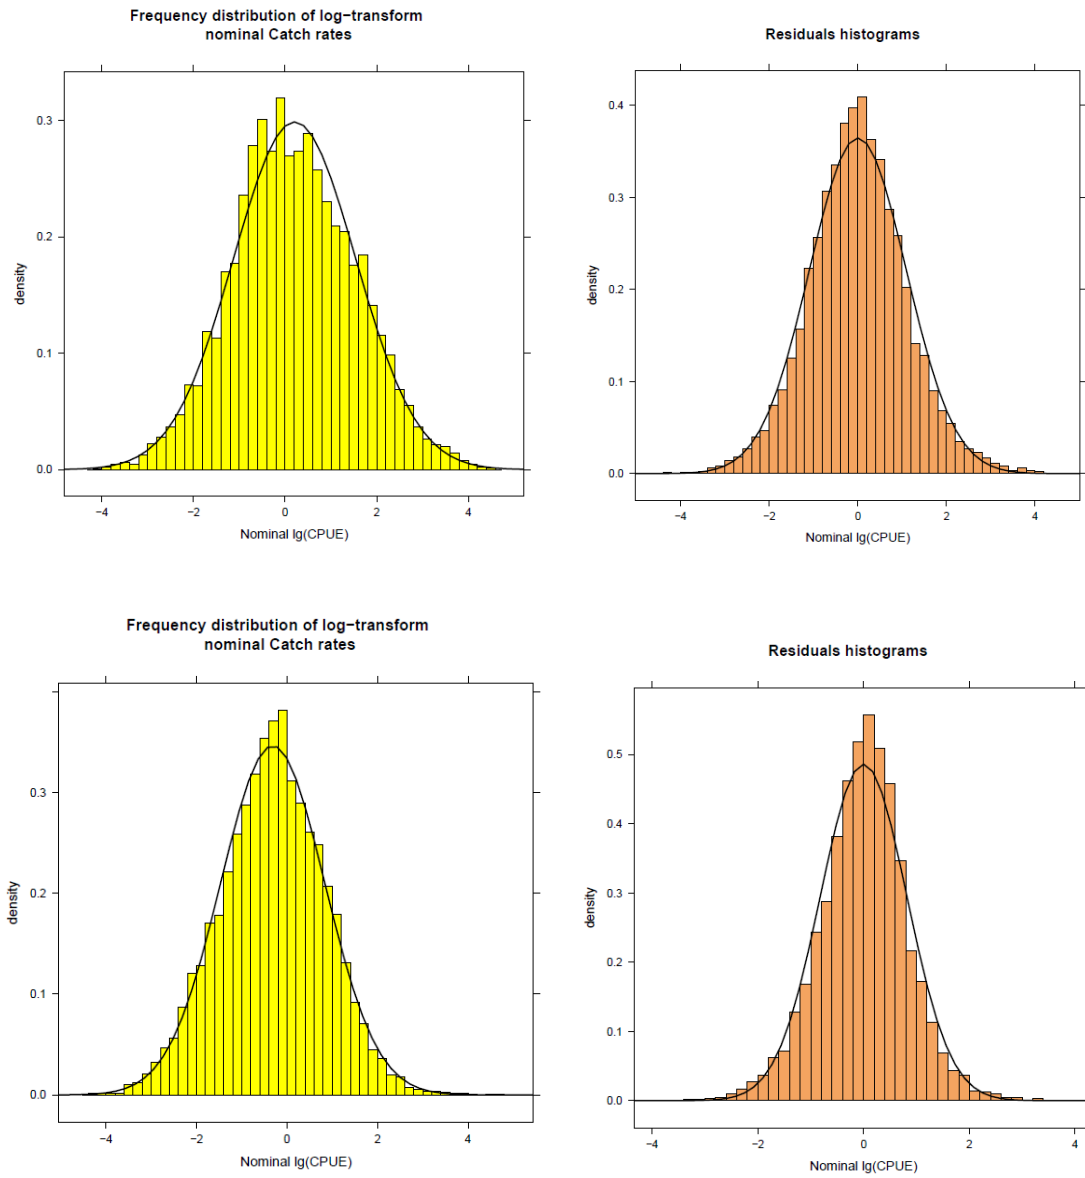 Frequency distribution of log−transform
nominal Catch rates
density
0.3
0.2
0.1
0.0
−4 −2 0 2 4
Nominal lg(CPUE)
Residuals histograms
density
0.4
0.3
0.2
0.1
0.0
−4 −2 0 2 4
Nominal lg(CPUE)
Frequency distribution of log−transform
nominal Catch rates
density
0.3
0.2
0.1
0.0
−4 −2 0 2 4
Nominal lg(CPUE)
Residuals histograms
density
0.5
0.4
0.3
0.2
0.1
0.0
−4 −2 0 2 4
Nominal lg(CPUE)